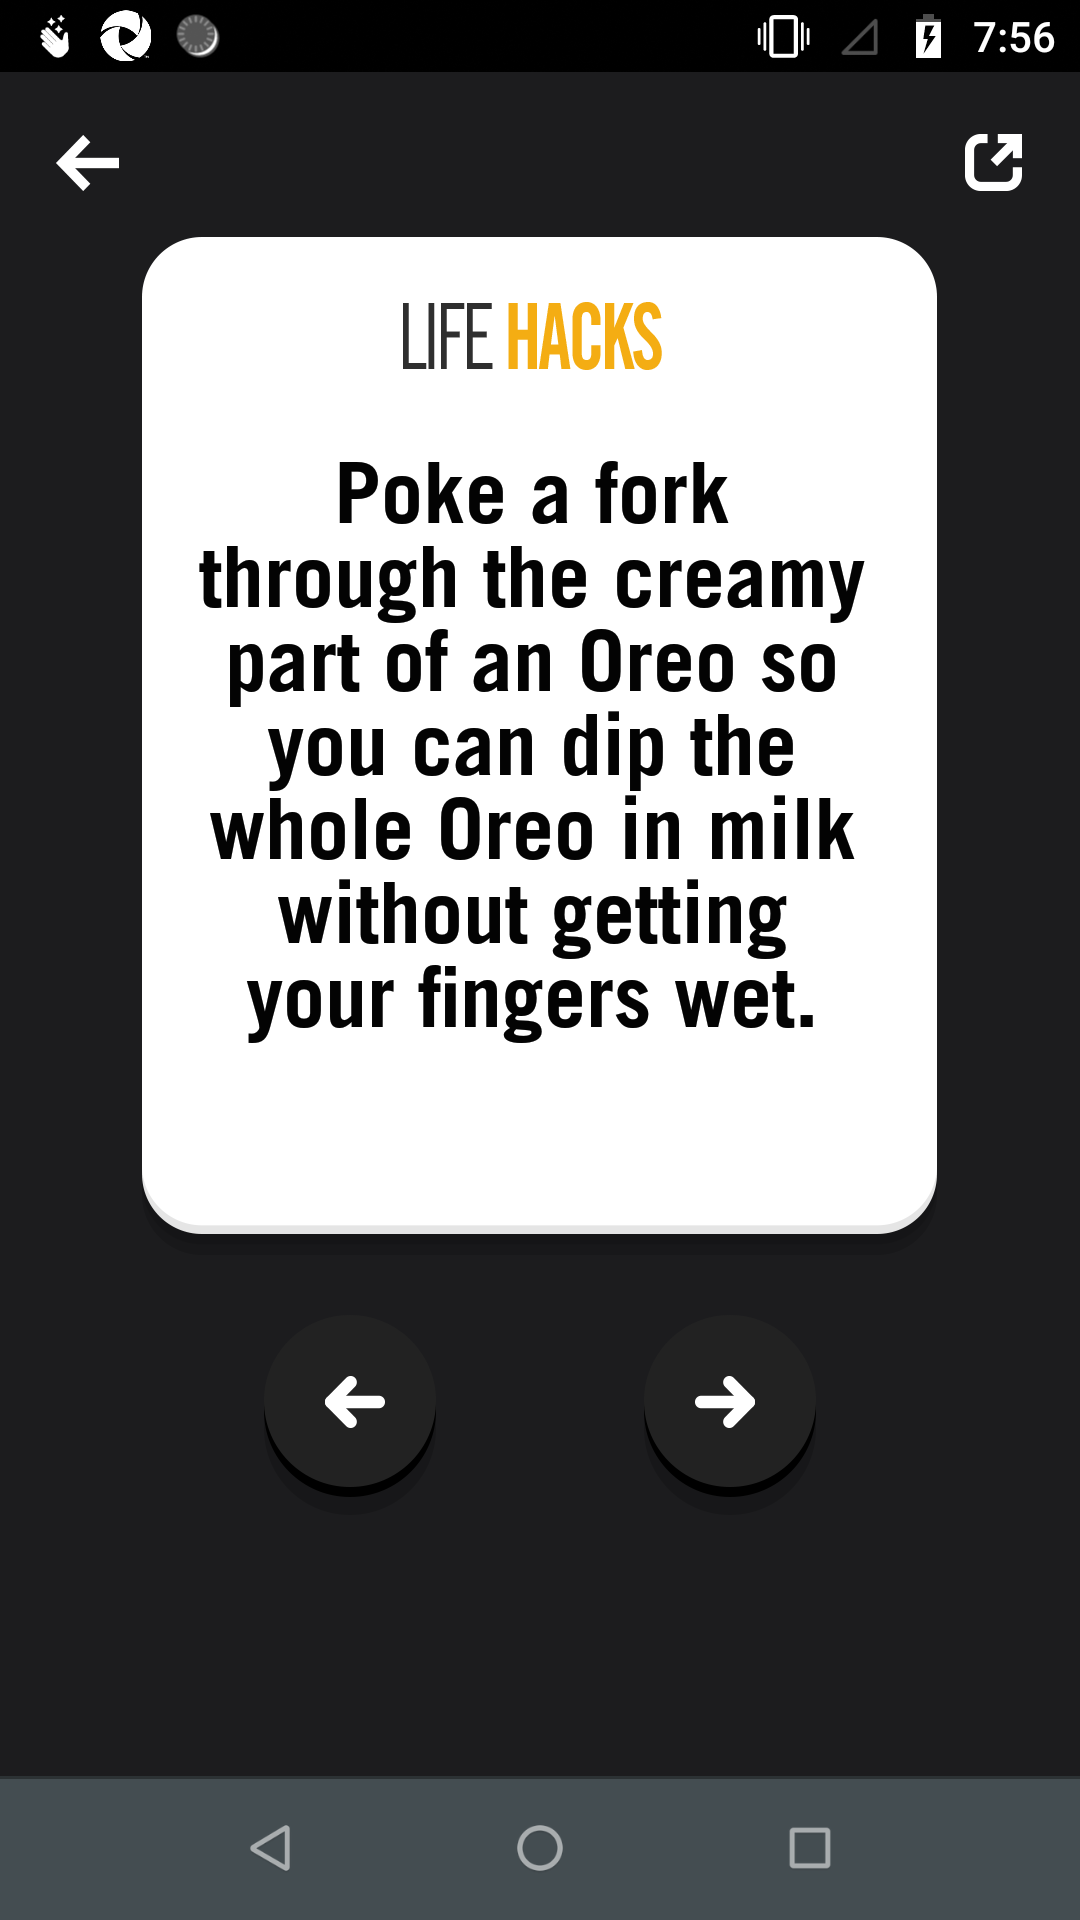 7:56
LIFE HACKS
Poke a fork
through the creamy
part of an Oreo so
you can dip the
whole Oreo in milk
without getting
your fingers wet.